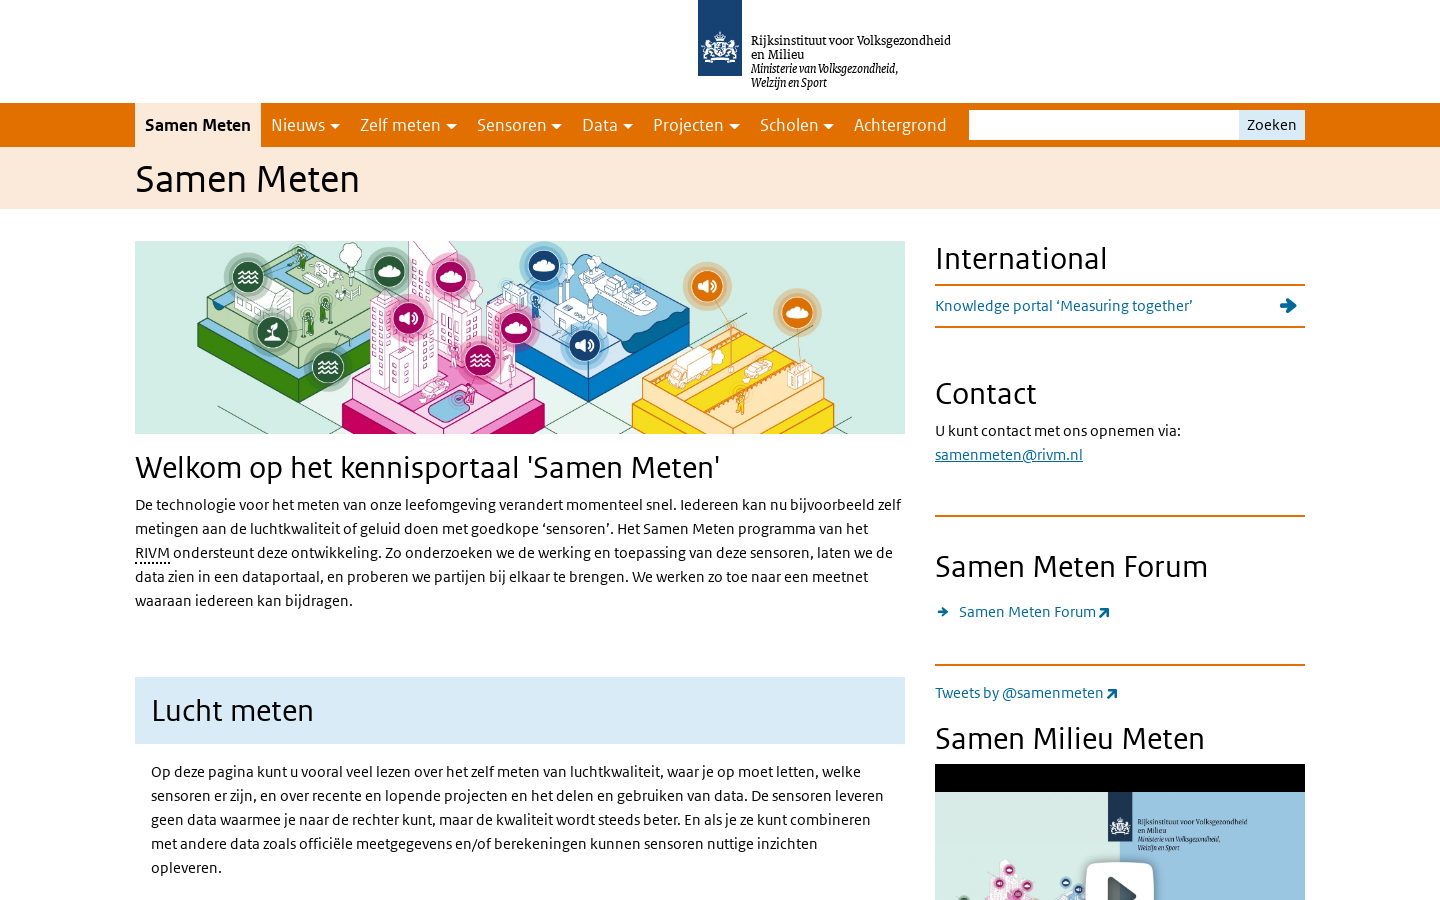 Rijksinstituut voor Volksgezondheid
en Milieu
Ministerie van Volksgezondheid,
Welzijn en Sport
Samen Meten
Nieuws
Zelf meten
Sensoren
Data
Projecten
Scholen
Achtergrond
Zoeken
Samen Meten
Welkom op het kennisportaal 'Samen Meten'
De technologie voor het meten van onze leefomgeving verandert momenteel snel. Iedereen kan nu bijvoorbeeld zelf
metingen aan de luchtkwaliteit of geluid doen met goedkope ‘sensoren’. Het Samen Meten programma van het
RIVM ondersteunt deze ontwikkeling. Zo onderzoeken we de werking en toepassing van deze sensoren, laten we de
data zien in een dataportaal, en proberen we partijen bij elkaar te brengen. We werken zo toe naar een meetnet
waaraan iedereen kan bijdragen.
Lucht meten
Op deze pagina kunt u vooral veel lezen over het zelf meten van luchtkwaliteit, waar je op moet letten, welke
sensoren er zijn, en over recente en lopende projecten en het delen en gebruiken van data. De sensoren leveren
geen data waarmee je naar de rechter kunt, maar de kwaliteit wordt steeds beter. En als je ze kunt combineren
met andere data zoals officiële meetgegevens en/of berekeningen kunnen sensoren nuttige inzichten
opleveren.
International
Knowledge portal ‘Measuring together’
Contact
U kunt contact met ons opnemen via:
samenmeten@rivm.nl
Samen Meten Forum
Samen Meten Forum
Tweets by @samenmeten
Samen Milieu Meten
Rijksinstituut voor Volksgezondheid
en Milieu
Ministerie van Volksgezondheid,
Welzijn en Sport